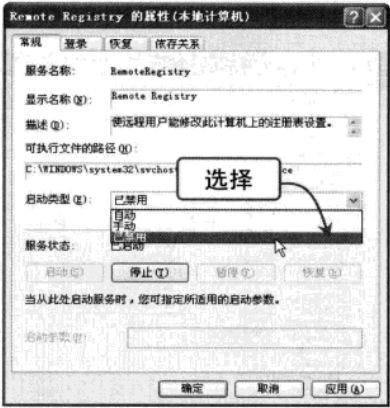 Remote Registry 的属性(本地计算机)
常规 登录 恢复 依存关系
服务名称: RemoteRegistry
显示名称(N): Remote Registry
描述(D): 使远程用户能修改此计算机上的注册表设置。
可执行文件的路径(H):
C:\WINDOWS\system32\svchos ce
选择
启动类型(E): 已禁用
自动
手动
已禁用
服务状态: 已启动
启动(S) 停止(T) 暂停(P) 恢复(R)
当从此处启动服务时，您可指定所适用的启动参数。
启动参数(M):
确定 取消 应用(A)